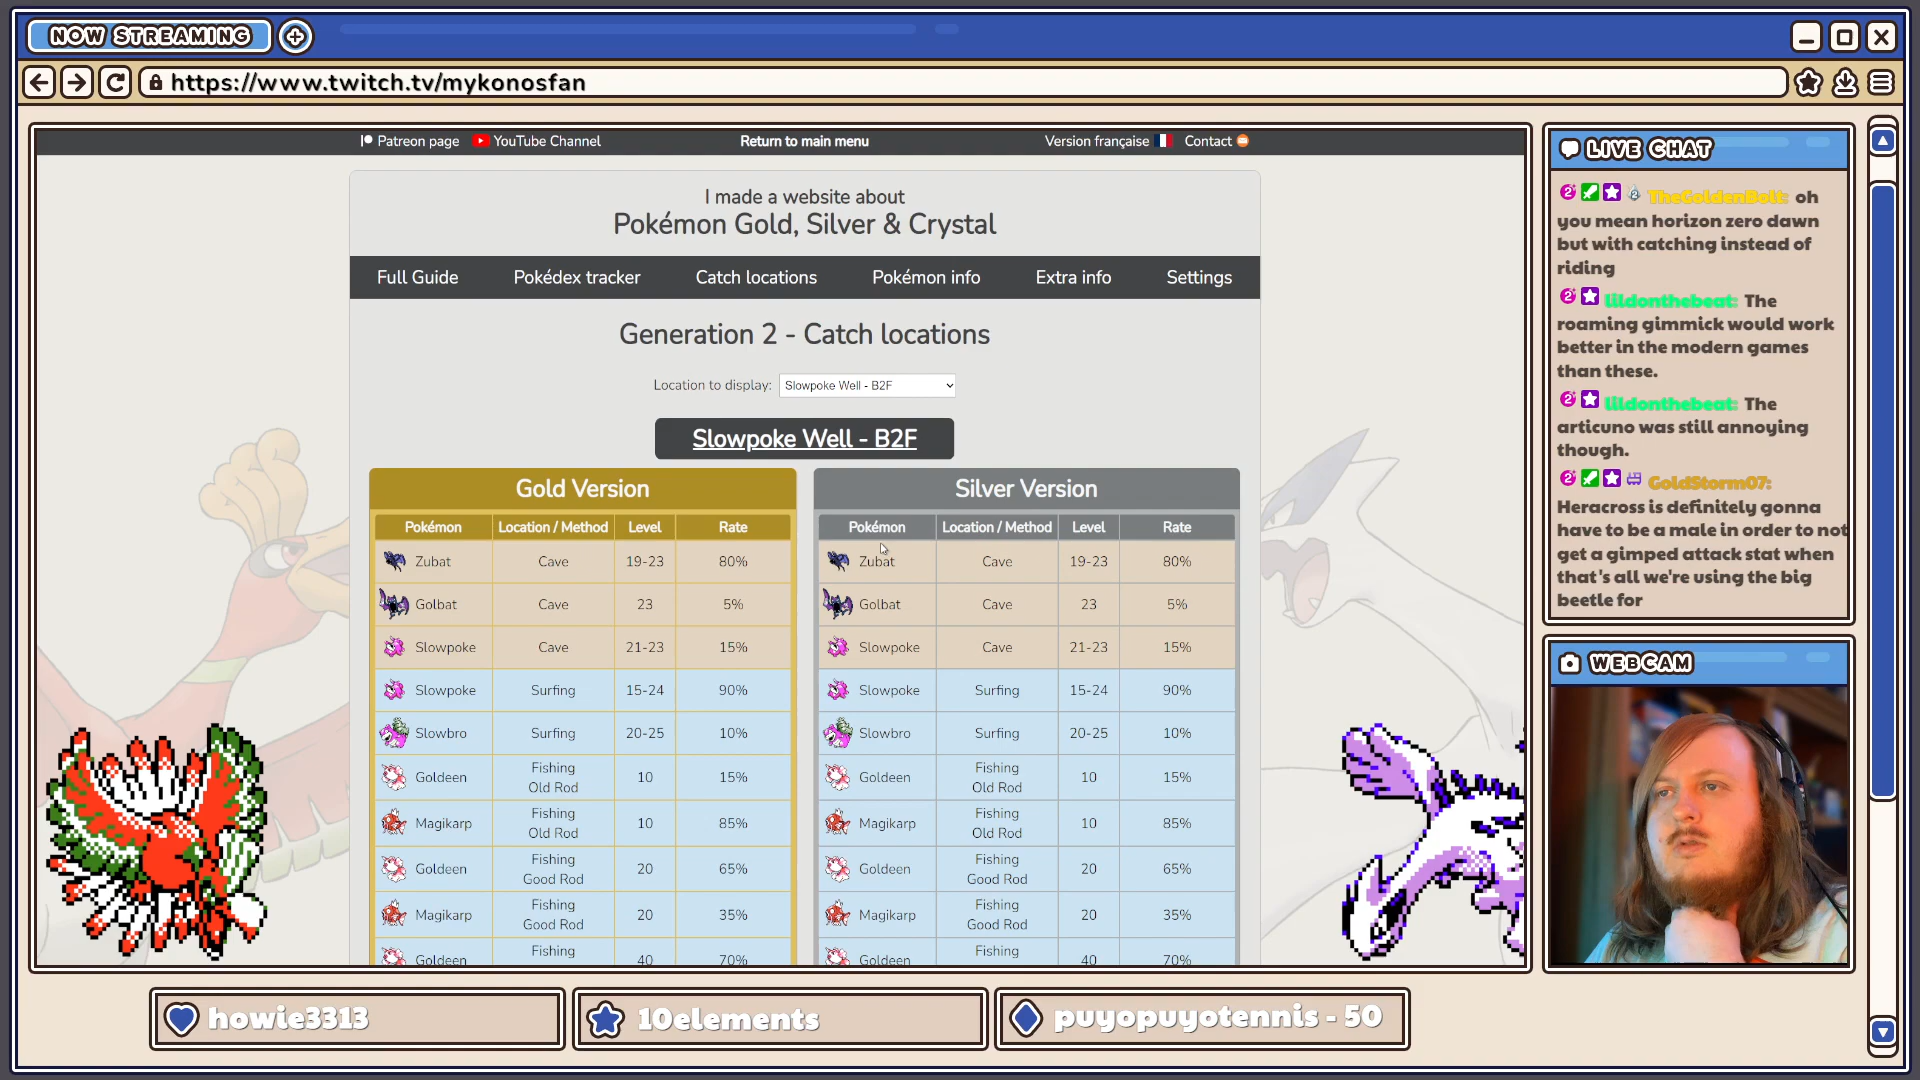 NOW STREAMING
https://www.twitch.tv/mykonosfan
Patreon page YouTube Channel Return to main menu Version française Contact
I made a website about
Pokémon Gold, Silver & Crystal
Full Guide Pokédex tracker Catch locations Pokémon info Extra info Settings
Generation 2 - Catch locations
Location to display: Slowpoke Well - B2F
Slowpoke Well - B2F
Gold Version
Pokémon Location / Method Level Rate
Zubat Cave 19-23 80%
Golbat Cave 23 5%
Slowpoke Cave 21-23 15%
Slowpoke Surfing 15-24 90%
Slowbro Surfing 20-25 10%
Goldeen Fishing Old Rod 10 15%
Magikarp Fishing Old Rod 10 85%
Goldeen Fishing Good Rod 20 65%
Magikarp Fishing Good Rod 20 35%
Goldeen Fishing 40 70%
Silver Version
Pokémon Location / Method Level Rate
Zubat Cave 19-23 80%
Golbat Cave 23 5%
Slowpoke Cave 21-23 15%
Slowpoke Surfing 15-24 90%
Slowbro Surfing 20-25 10%
Goldeen Fishing Old Rod 10 15%
Magikarp Fishing Old Rod 10 85%
Goldeen Fishing Good Rod 20 65%
Magikarp Fishing Good Rod 20 35%
Goldeen Fishing 40 70%
LIVE CHAT
TheGoldenBolt: oh
you mean horizon zero dawn
but with catching instead of
riding
lildonthebeat: The
roaming gimmick would work
better in the modern games
than these.
lildonthebeat: The
articuno was still annoying
though.
GoldStorm07:
Heracross is definitely gonna
have to be a male in order to not
get a gimped attack stat when
that's all we're using the big
beetle for
WEBCAM
howie3313
10elements
puyopuyotennis - 50